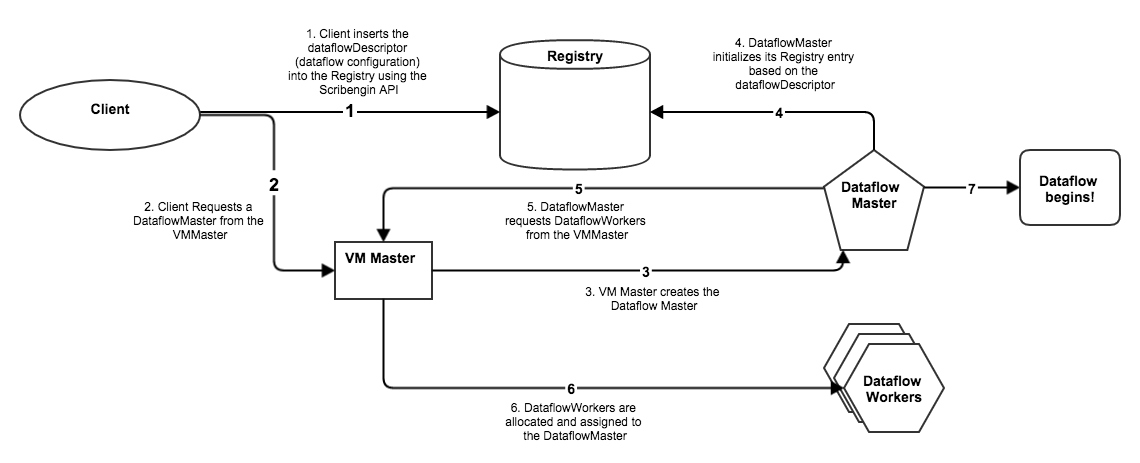 1. Client inserts the
dataflowDescriptor
(dataflow configuration)
into the Registry using the
Scribengin API
Registry
4. DataflowMaster
initializes its Registry entry
based on the
dataflowDescriptor
Client
1
4
2
2. Client Requests a
DataflowMaster from the
VMMaster
5
5. DataflowMaster
requests DataflowWorkers
from the VMMaster
Dataflow
Master
7
Dataflow
begins!
VM Master
3
3. VM Master creates the
Dataflow Master
6
6. DataflowWorkers are
allocated and assigned to
the DataflowMaster
Dataflow
Workers